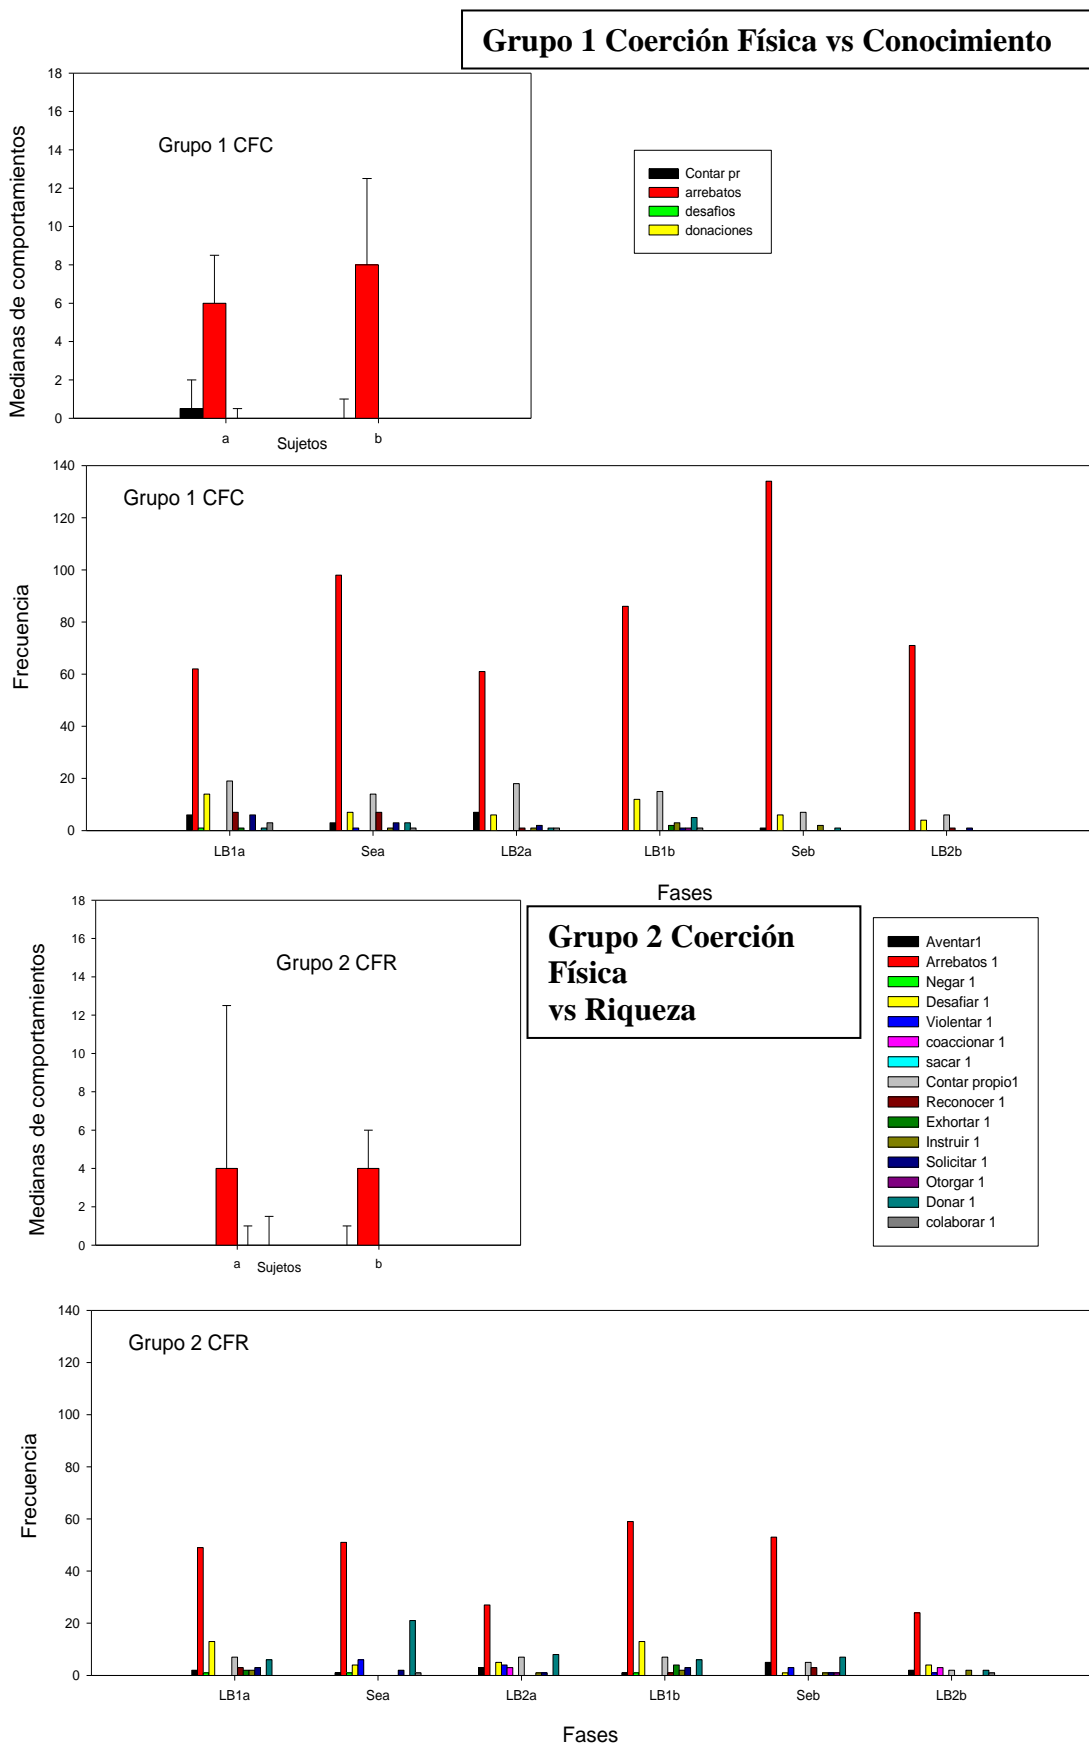 Grupo 1 Coerción Física vs Conocimiento
18
16
14
12
10
8
6
4
2
0
Medianas de comportamientos
Grupo 1 CFC
a
Sujetos
b
Contar pr
arrebatos
desafios
donaciones
140
120
100
80
60
40
20
0
Frecuencia
Grupo 1 CFC
LB1a
Sea
LB2a
LB1b
Seb
LB2b
Fases
18
16
14
12
10
8
6
4
2
0
Medianas de comportamientos
Grupo 2 CFR
a
Sujetos
b
Grupo 2 Coerción
Física
vs Riqueza
Aventar1
Arrebatos 1
Negar 1
Desafiar 1
Violentar 1
coaccionar 1
sacar 1
Contar propio1
Reconocer 1
Exhortar 1
Instruir 1
Solicitar 1
Otorgar 1
Donar 1
colaborar 1
140
120
100
80
60
40
20
0
Frecuencia
Grupo 2 CFR
LB1a
Sea
LB2a
LB1b
Seb
LB2b
Fases